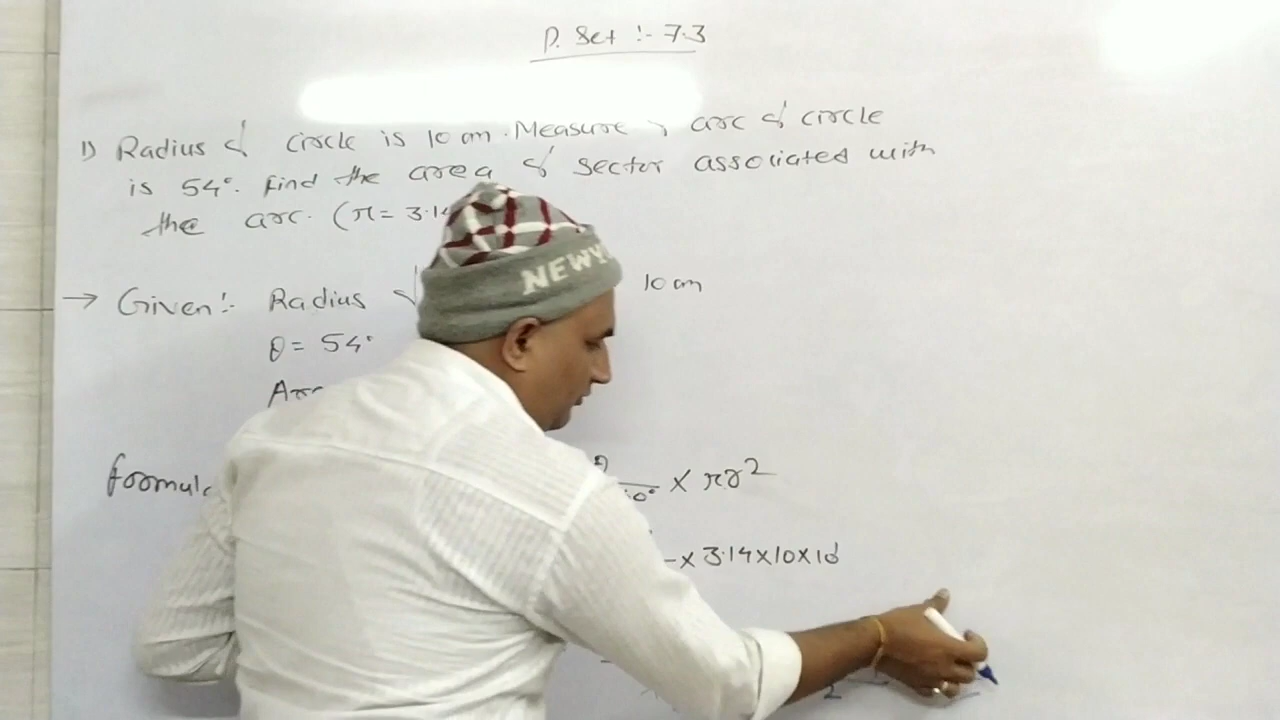 P. Set :- 7.3
1) Radius of circle is 10 cm. Measure of arc of circle
is 54°. Find the area of sector associated with
the arc. (π = 3.14
→ Given :- Radius 10 cm
θ = 54°
NEWY
θ × πr²
× 3.14 × 10 × 10
2